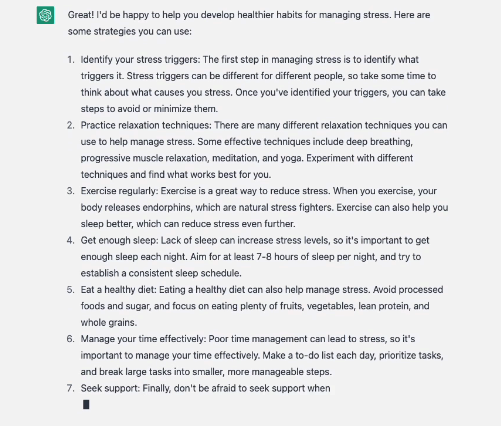 Great! I'd be happy to help you develop healthier habits for managing stress. Here are
some strategies you can use:
1. Identify your stress triggers: The first step in managing stress is to identify what
triggers it. Stress triggers can be different for different people, so take some time to
think about what causes you stress. Once you've identified your triggers, you can take
steps to avoid or minimize them.
2. Practice relaxation techniques: There are many different relaxation techniques you can
use to help manage stress. Some effective techniques include deep breathing,
progressive muscle relaxation, meditation, and yoga. Experiment with different
techniques and find what works best for you.
3. Exercise regularly: Exercise is a great way to reduce stress. When you exercise, your
body releases endorphins, which are natural stress fighters. Exercise can also help you
sleep better, which can reduce stress even further.
4. Get enough sleep: Lack of sleep can increase stress levels, so it's important to get
enough sleep each night. Aim for at least 7-8 hours of sleep per night, and try to
establish a consistent sleep schedule.
5. Eat a healthy diet: Eating a healthy diet can also help manage stress. Avoid processed
foods and sugar, and focus on eating plenty of fruits, vegetables, lean protein, and
whole grains.
6. Manage your time effectively: Poor time management can lead to stress, so it's
important to manage your time effectively. Make a to-do list each day, prioritize tasks,
and break large tasks into smaller, more manageable steps.
7. Seek support: Finally, don't be afraid to seek support when